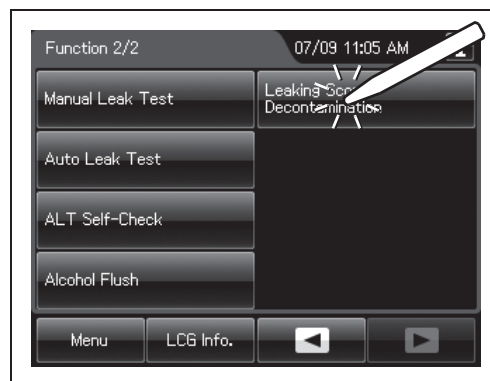 Function 2/2
07/09 11:05 AM
Manual Leak Test
Leaking
Decontamination
Auto Leak Test
ALT Self-Check
Alcohol Flush
Menu
LCG Info.